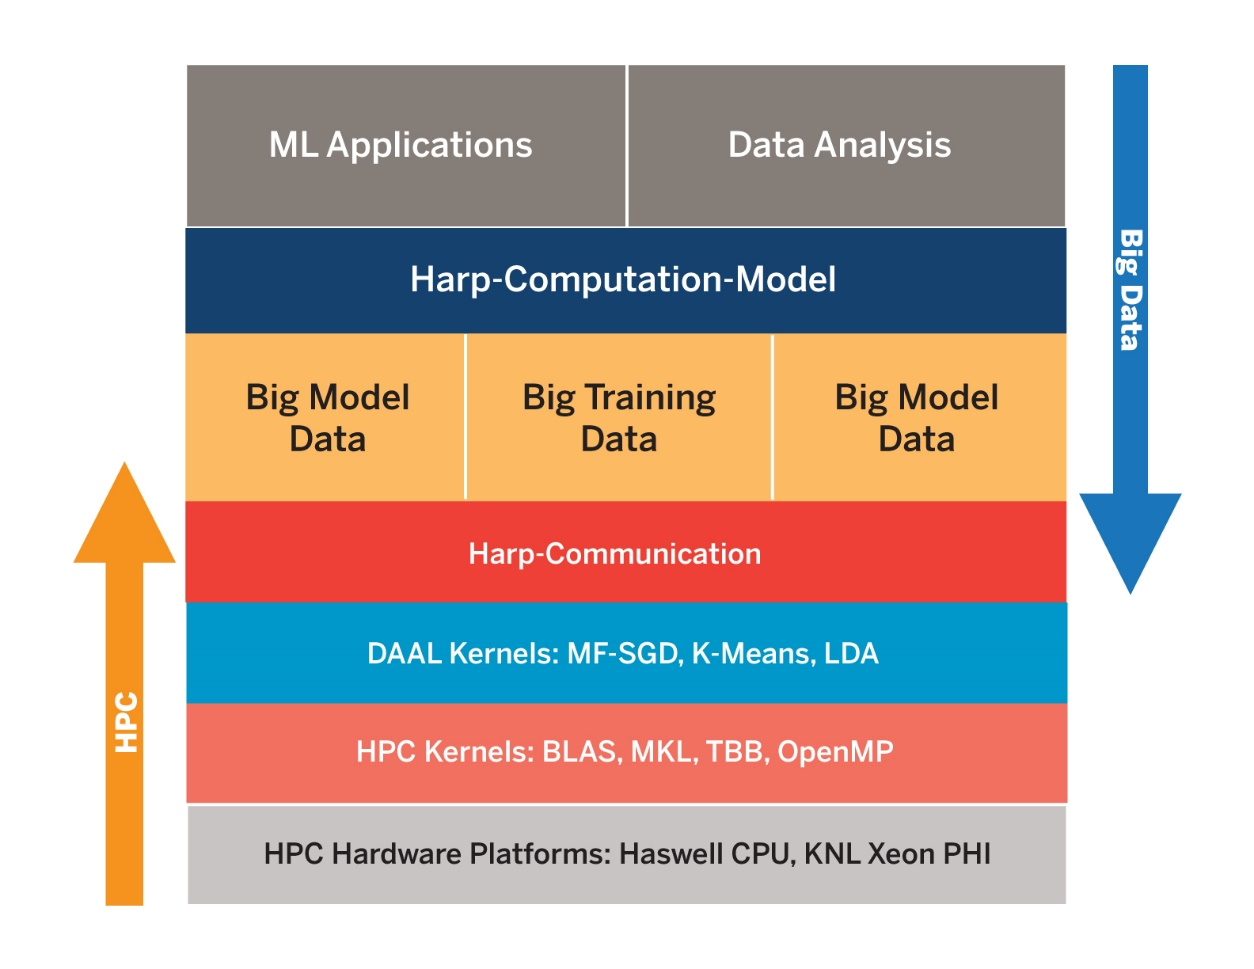 ML Applications
Data Analysis
Harp-Computation-Model
Big Model
Data
Big Training
Data
Big Model
Data
Harp-Communication
DAAL Kernels: MF-SGD, K-Means, LDA
HPC Kernels: BLAS, MKL, TBB, OpenMP
HPC Hardware Platforms: Haswell CPU, KNL Xeon PHI
HPC
Big Data